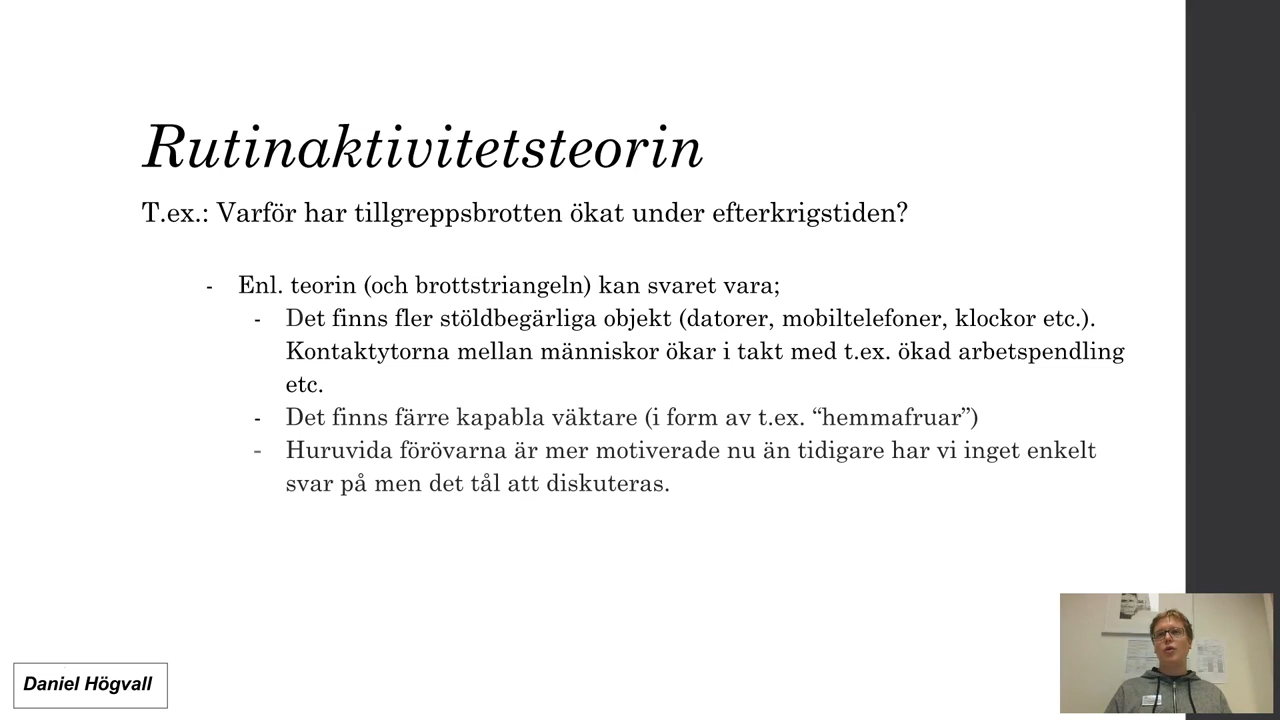 Rutinaktivitetsteorin
T.ex.: Varför har tillgreppsbrotten ökat under efterkrigstiden?
- Enl. teorin (och brottstriangeln) kan svaret vara;
- Det finns fler stöldbegärliga objekt (datorer, mobiltelefoner, klockor etc.).
Kontaktytorna mellan människor ökar i takt med t.ex. ökad arbetspendling
etc.
- Det finns färre kapabla väktare (i form av t.ex. “hemmafruar”)
- Huruvida förövarna är mer motiverade nu än tidigare har vi inget enkelt
svar på men det tål att diskuteras.
Daniel Högvall